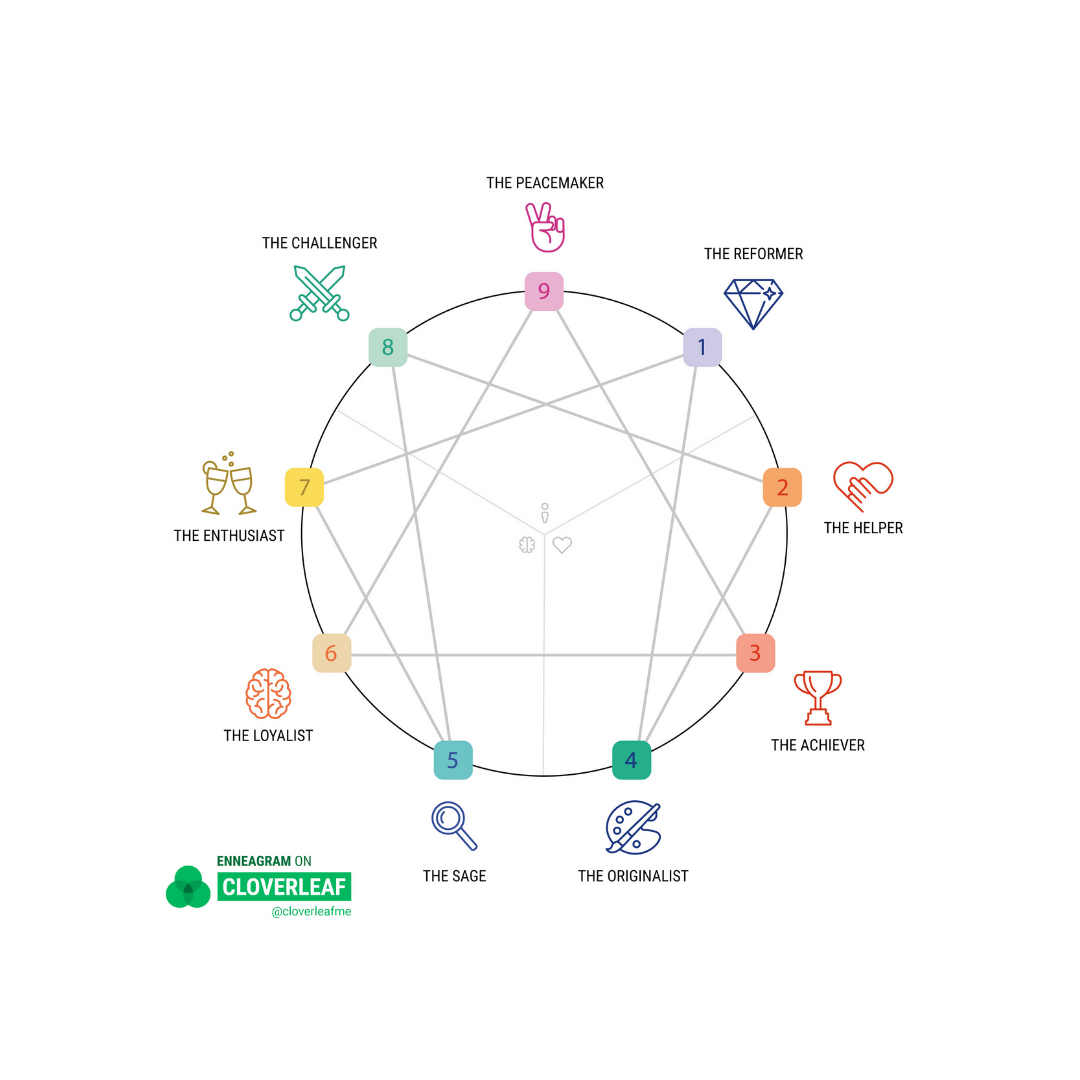 THE PEACEMAKER
THE CHALLENGER
THE REFORMER
9
8
1
7
2
THE ENTHUSIAST
THE HELPER
6
3
THE LOYALIST
THE ACHIEVER
5
4
THE SAGE
THE ORIGINALIST
ENNEAGRAM ON
CLOVERLEAF
@cloverleafme